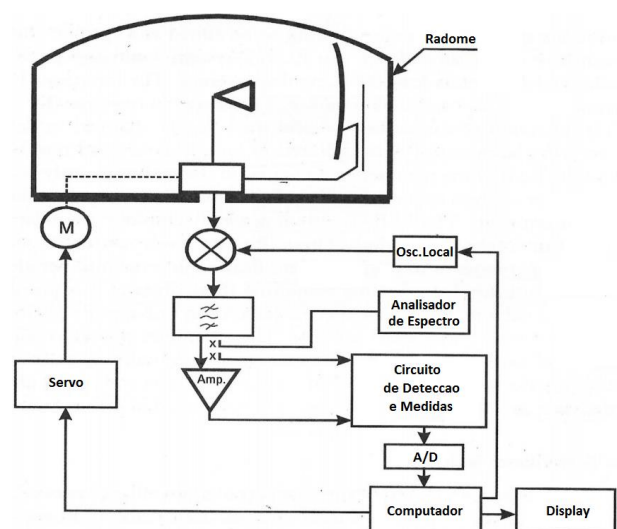 Radome
M
Osc.Local
Analisador
de Espectro
x
x
Amp.
Circuito
de Deteccao
e Medidas
Servo
A/D
Computador
Display